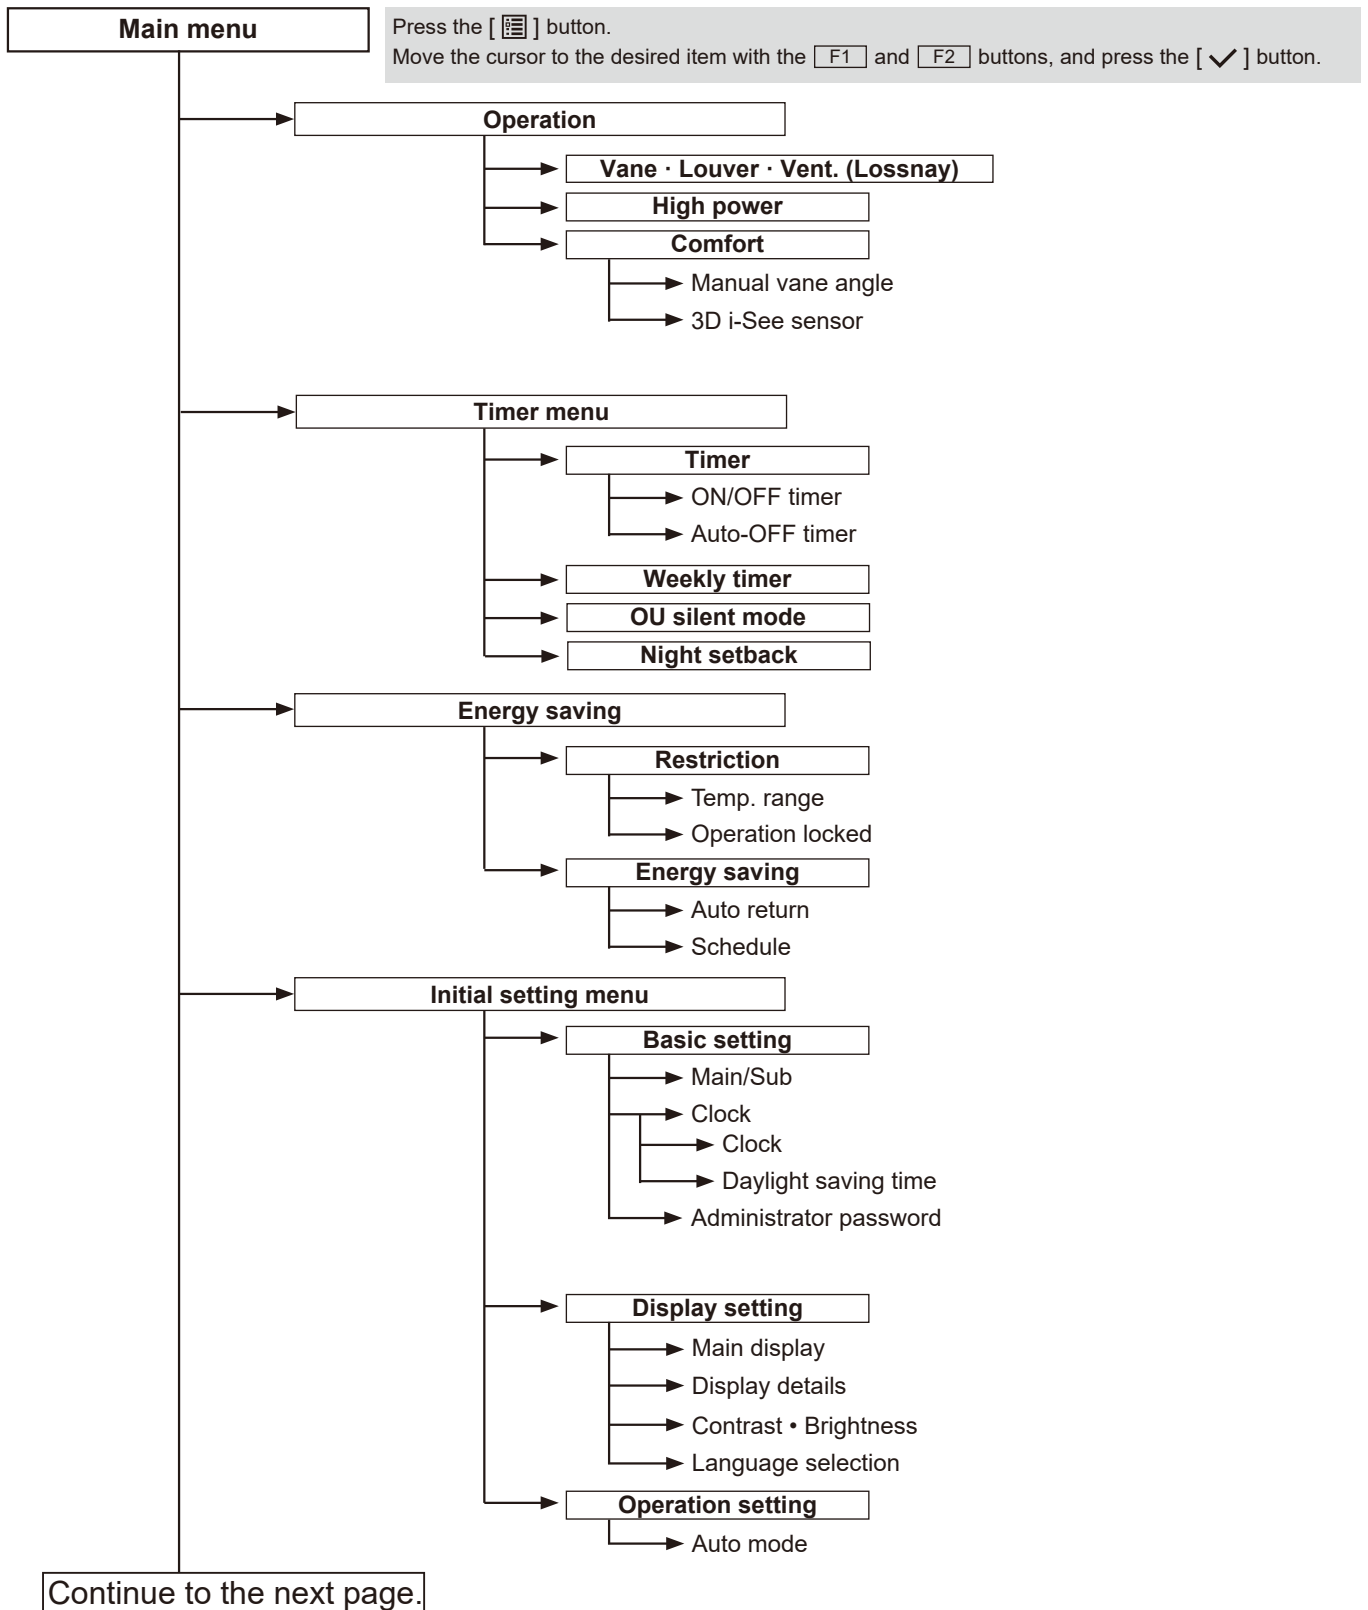 Main menu
Press the [ ] button.
Move the cursor to the desired item with the F1 and F2 buttons, and press the [ ✓ ] button.
Operation
Vane · Louver · Vent. (Lossnay)
High power
Comfort
Manual vane angle
3D i-See sensor
Timer menu
Timer
ON/OFF timer
Auto-OFF timer
Weekly timer
OU silent mode
Night setback
Energy saving
Restriction
Temp. range
Operation locked
Energy saving
Auto return
Schedule
Initial setting menu
Basic setting
Main/Sub
Clock
Clock
Daylight saving time
Administrator password
Display setting
Main display
Display details
Contrast • Brightness
Language selection
Operation setting
Auto mode
Continue to the next page.